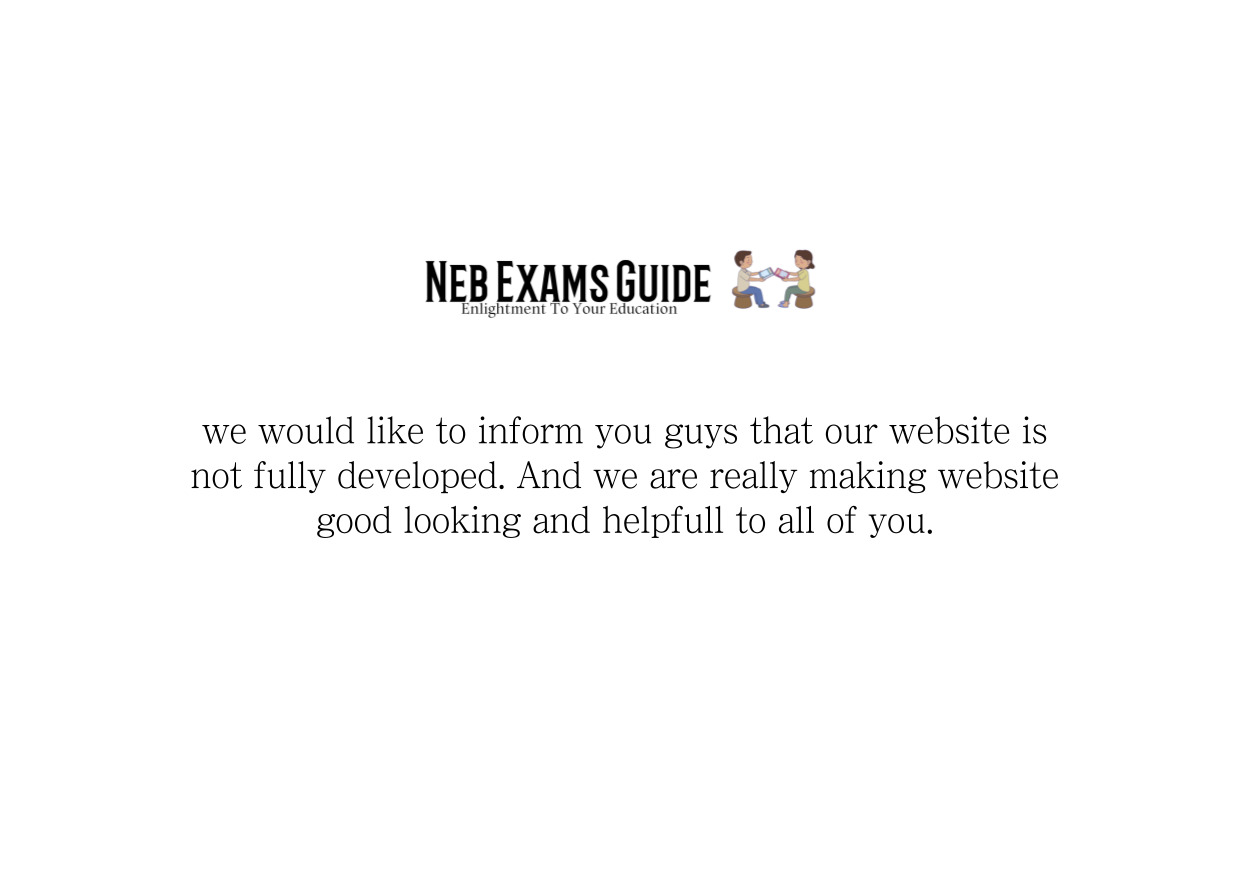 Neb Exams Guide
Enlightment To Your Education
we would like to inform you guys that our website is
not fully developed. And we are really making website
good looking and helpfull to all of you.